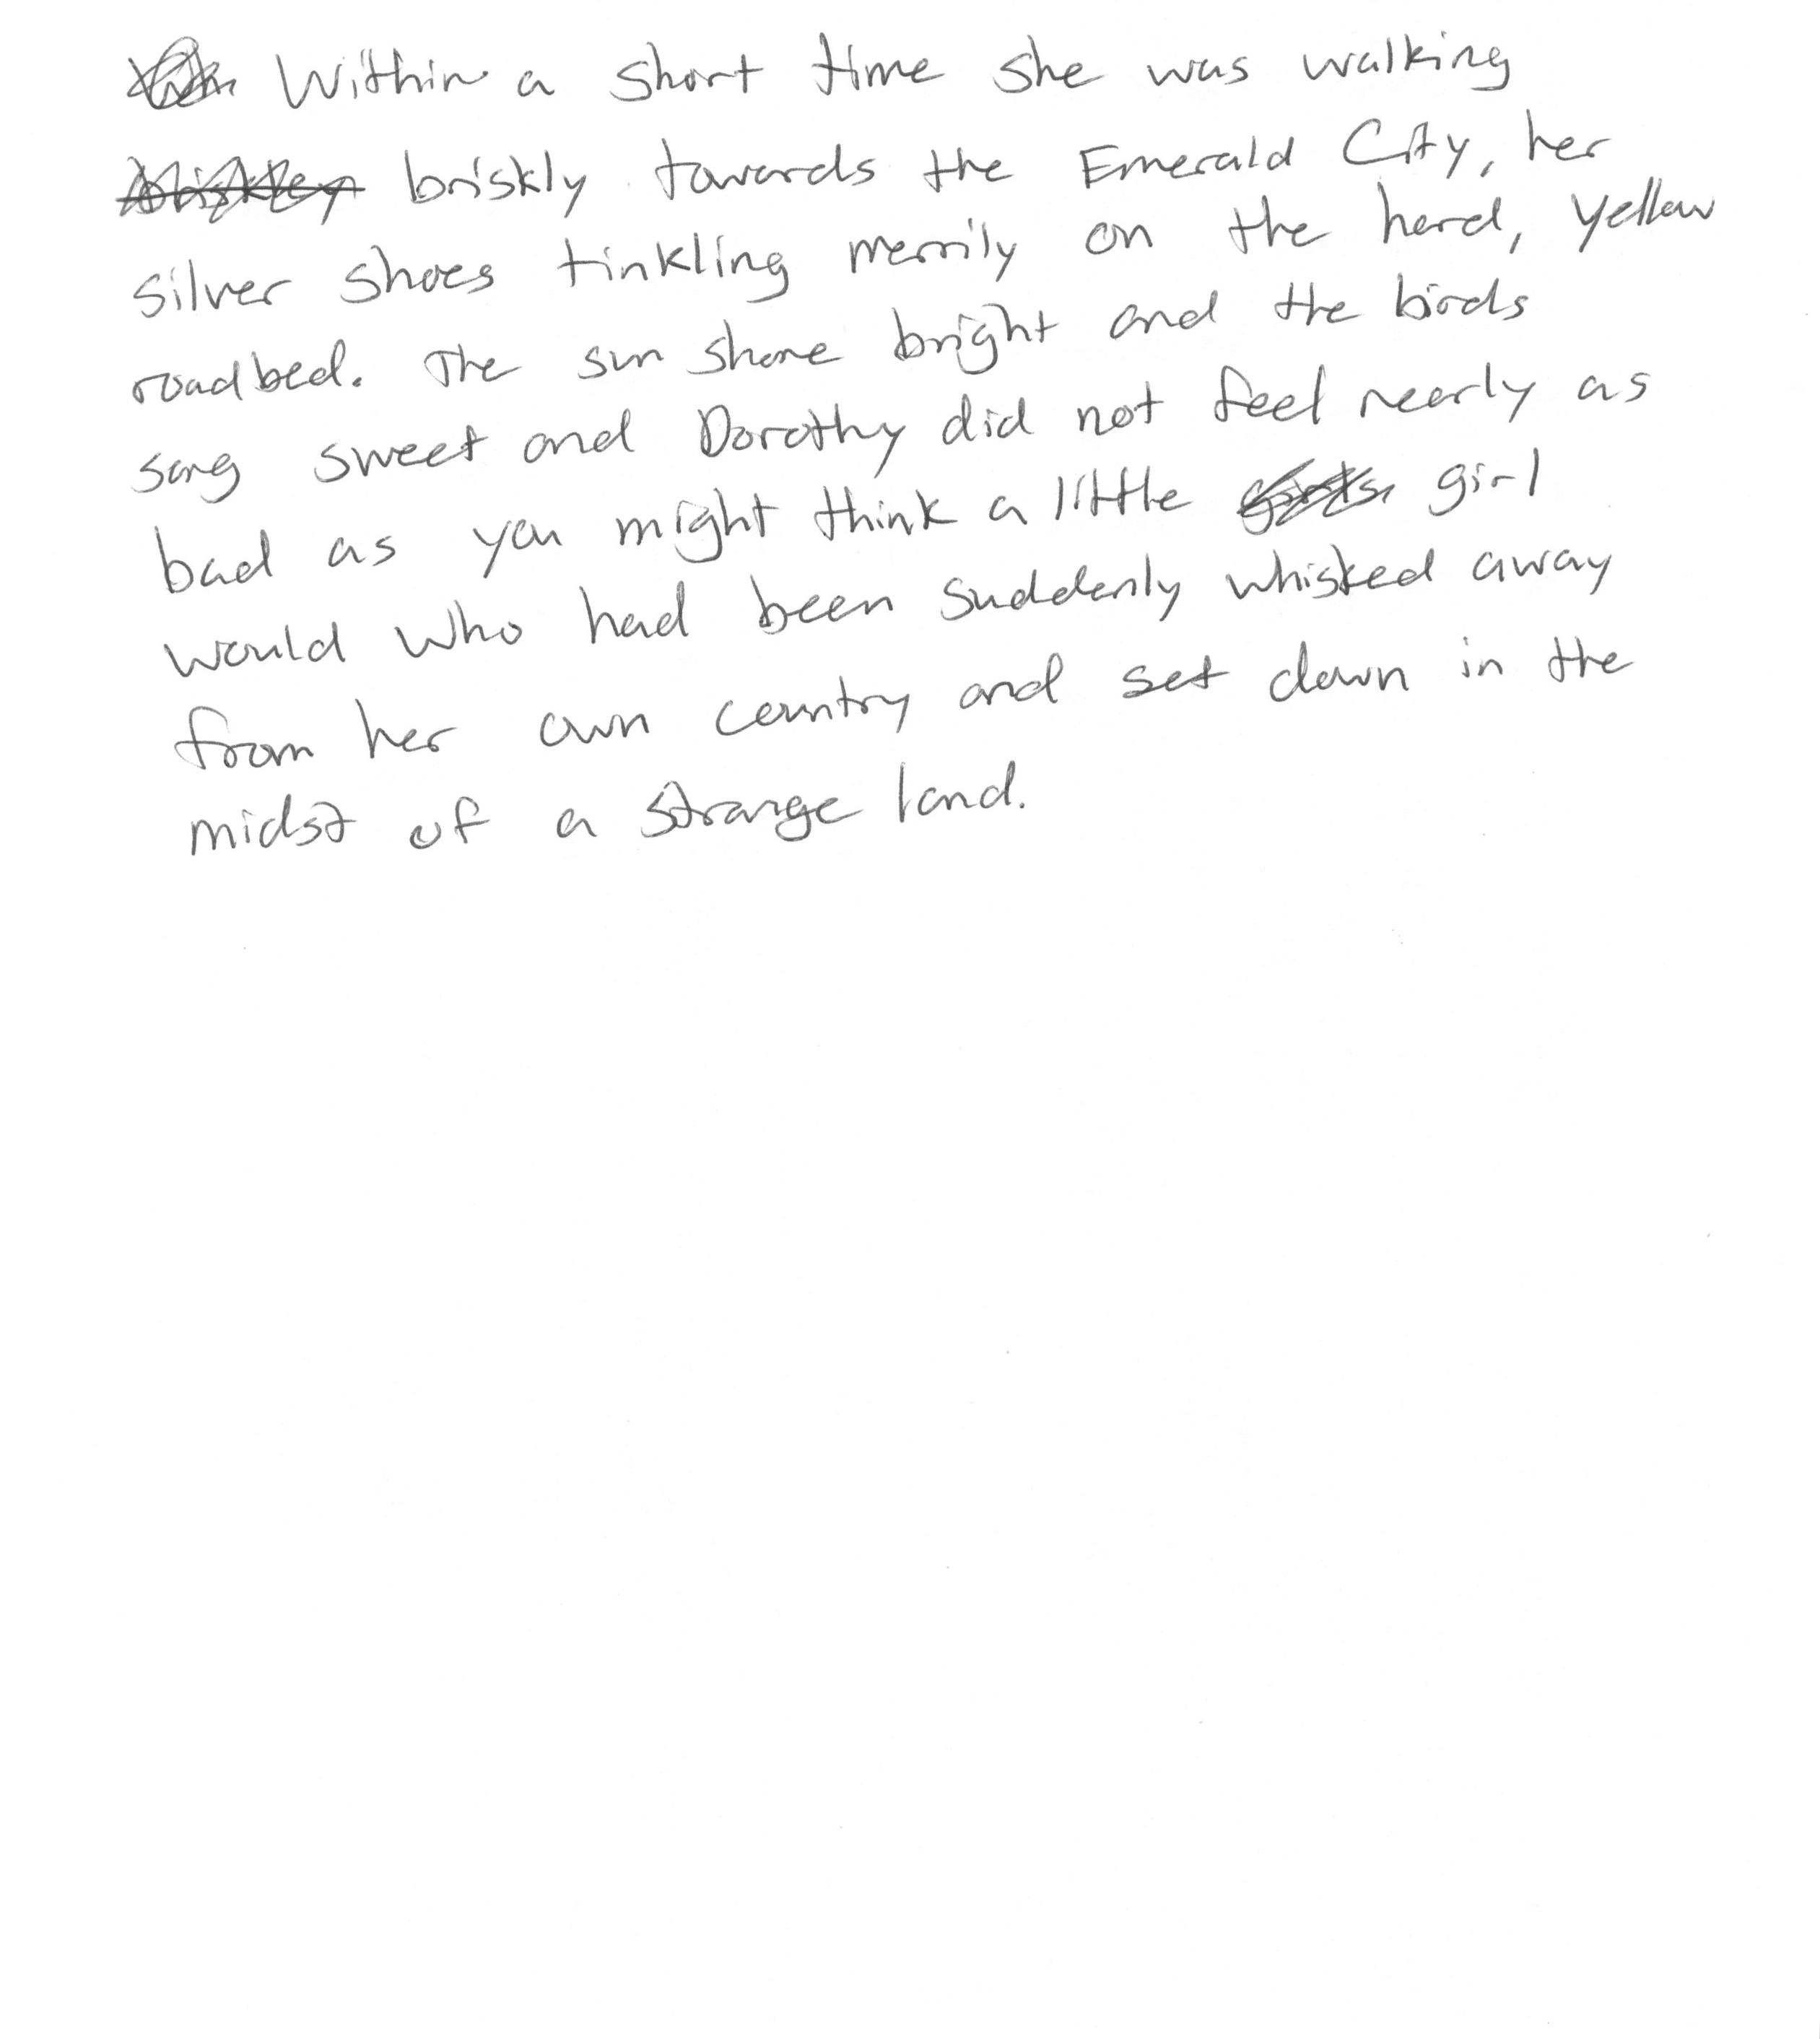 Within a short time she was walking
briskly towards the Emerald City, her
silver shoes tinkling merrily on the hard, yellow
roadbed. The sun shone bright and the birds
sang sweet and Dorothy did not feel nearly as
bad as you might think a little girl
would who had been suddenly whisked away
from her own country and set down in the
midst of a strange land.